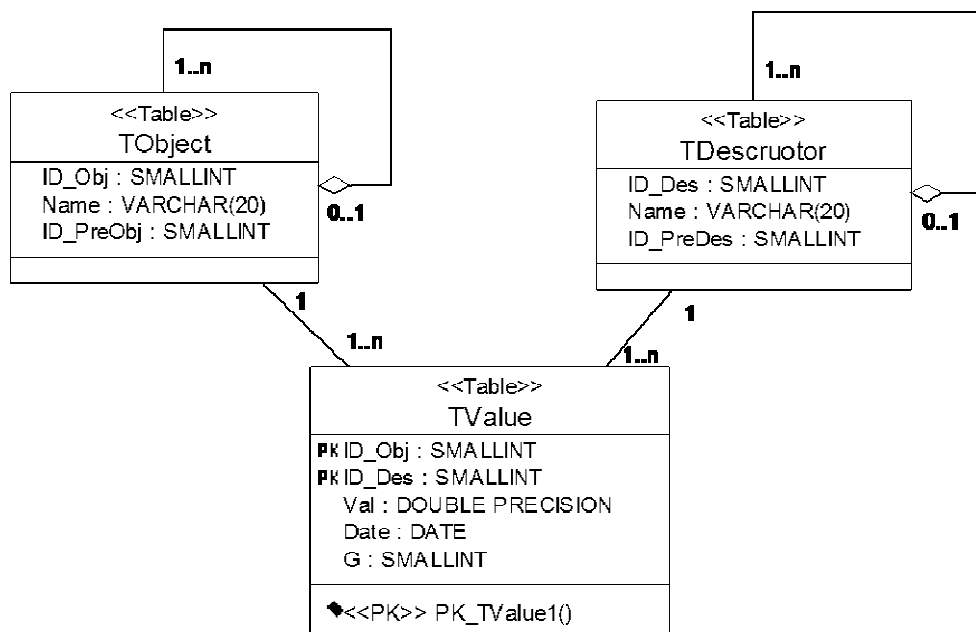 1..n
<<Table>>
TObject
ID_Obj : SMALLINT
Name : VARCHAR(20)
ID_PreObj : SMALLINT
0..1
1..n
<<Table>>
TDescruotor
ID_Des : SMALLINT
Name : VARCHAR(20)
ID_PreDes : SMALLINT
0..1
1
1..n
1
1..n
<<Table>>
TValue
PK ID_Obj : SMALLINT
PK ID_Des : SMALLINT
Val : DOUBLE PRECISION
Date : DATE
G : SMALLINT
<<PK>> PK_TValue1()